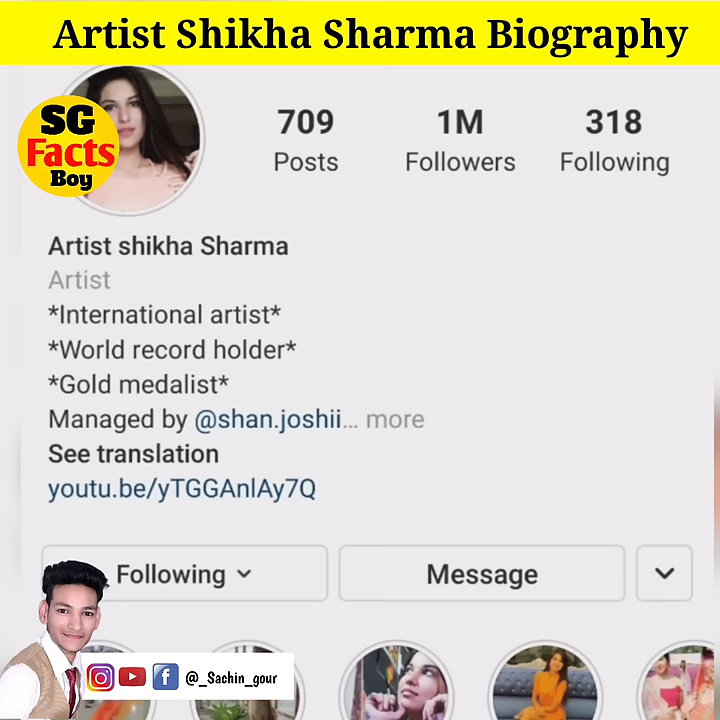 Artist Shikha Sharma Biography
SG
Facts
Boy
709
Posts
1M
Followers
318
Following
Artist shikha Sharma
Artist
*International artist*
*World record holder*
*Gold medalist*
Managed by @shan.joshii... more
See translation
youtu.be/yTGGAnlAy7Q
Following
Message
@_Sachin_gour